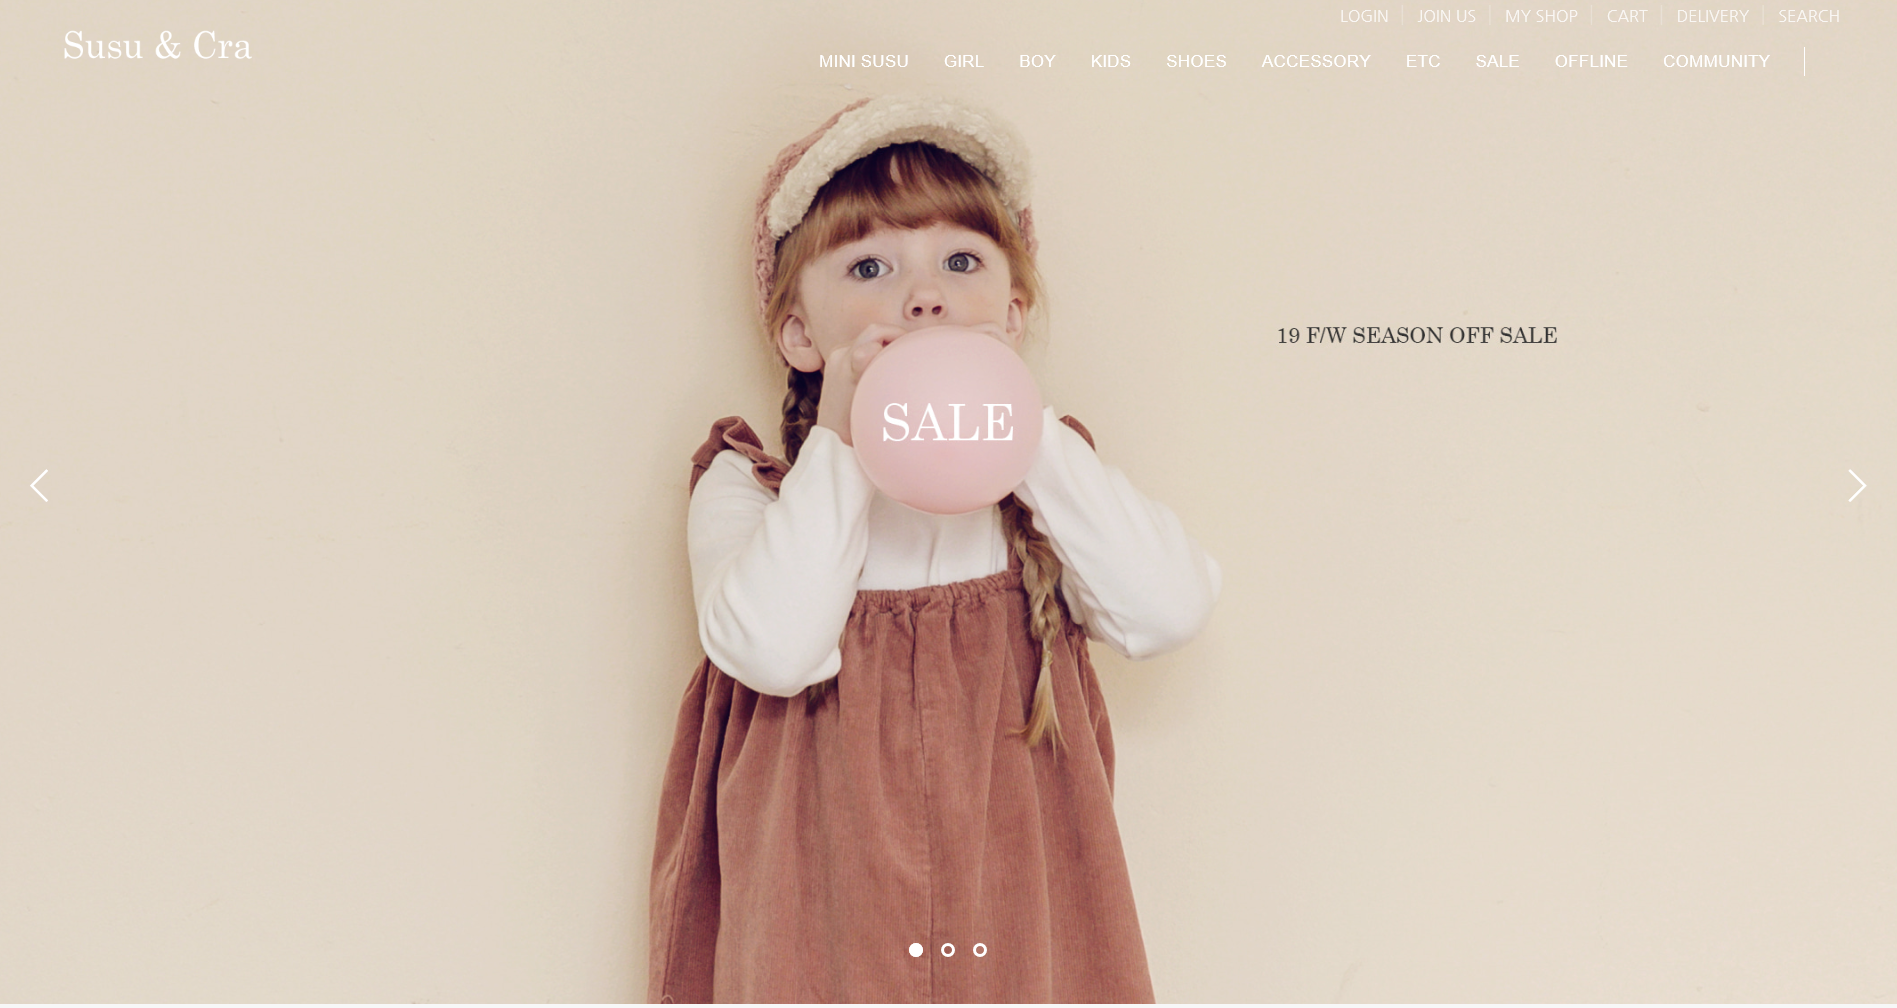 LOGIN JOIN US MY SHOP CART DELIVERY SEARCH
Susu & Cra
MINI SUSU GIRL BOY KIDS SHOES ACCESSORY ETC SALE OFFLINE COMMUNITY
19 F/W SEASON OFF SALE
SALE